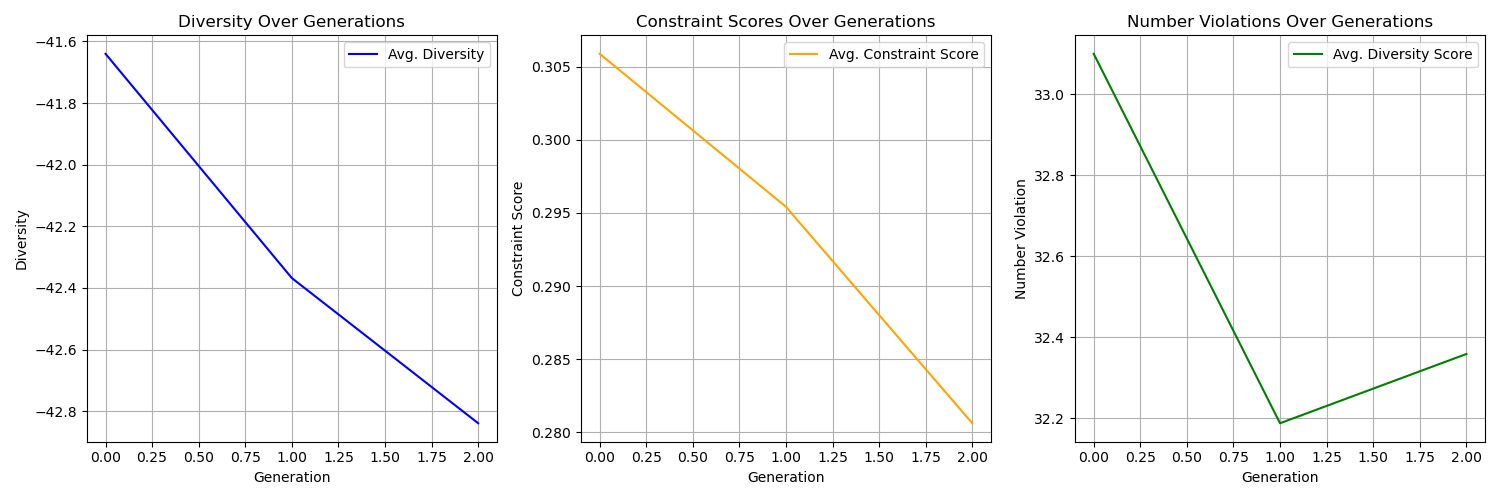 Diversity Over Generations
Avg. Diversity
−41.6
−41.8
−42.0
−42.2
−42.4
−42.6
−42.8
Diversity
0.00 0.25 0.50 0.75 1.00 1.25 1.50 1.75 2.00
Generation
Constraint Scores Over Generations
Avg. Constraint Score
0.305
0.300
0.295
0.290
0.285
0.280
Constraint Score
0.00 0.25 0.50 0.75 1.00 1.25 1.50 1.75 2.00
Generation
Number Violations Over Generations
Avg. Diversity Score
33.0
32.8
32.6
32.4
32.2
Number Violation
0.00 0.25 0.50 0.75 1.00 1.25 1.50 1.75 2.00
Generation